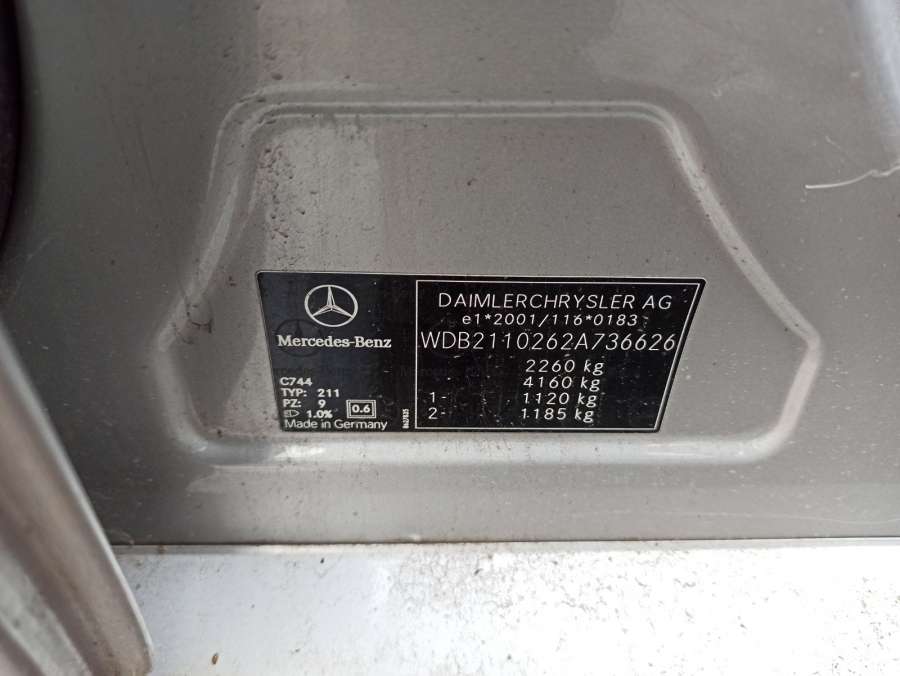 Mercedes-Benz
C744
TYP: 211
PZ: 9
1.0%
0.6
Made in Germany
DAIMLERCHRYSLER AG
e1*2001/116*0183
WDB2110262A736626
2260 kg
4160 kg
1- 1120 kg
2- 1185 kg